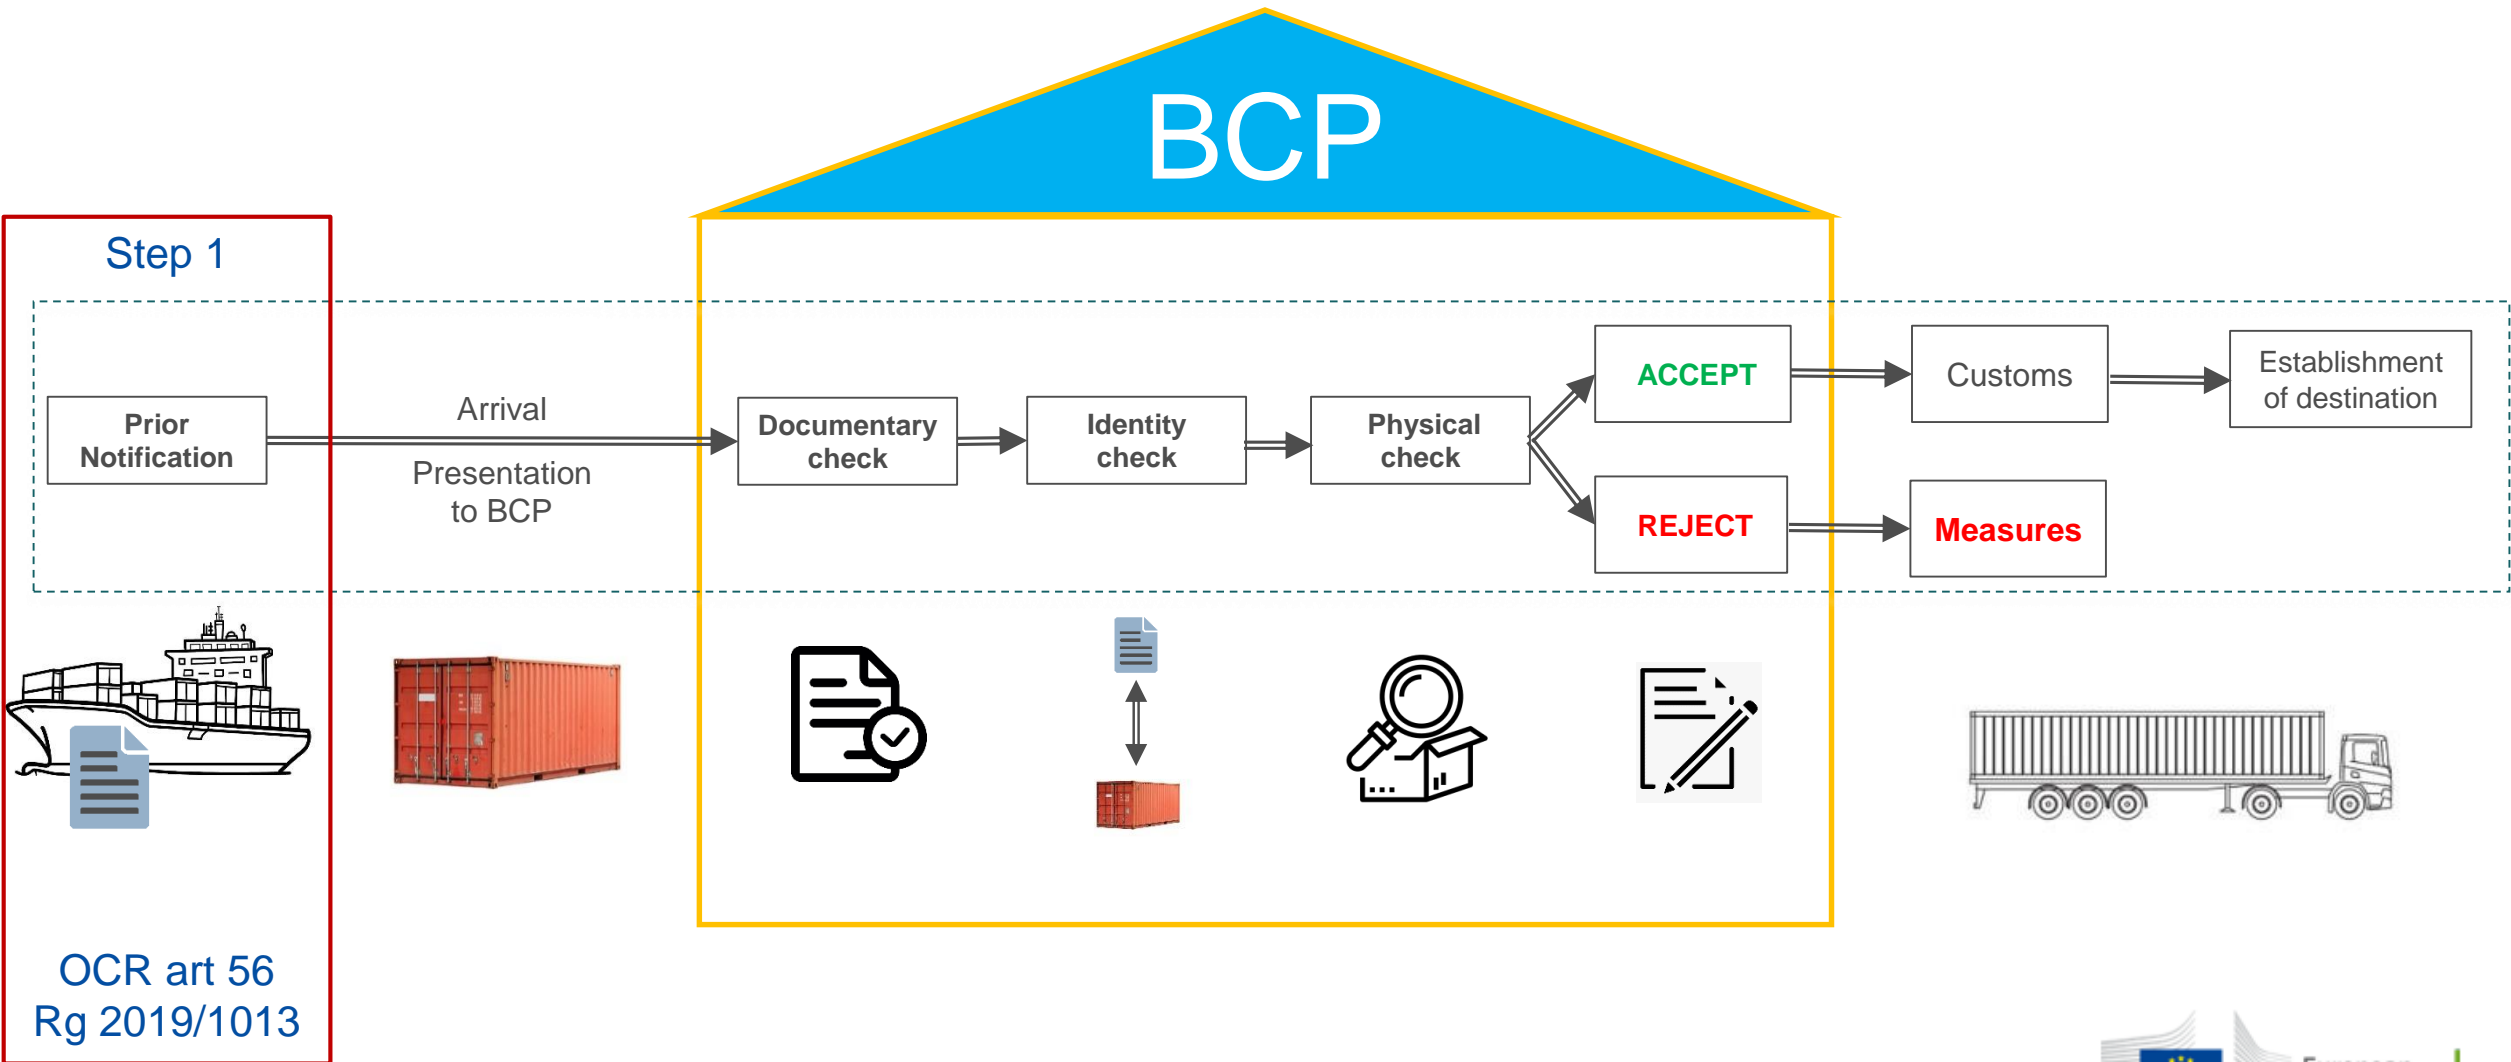 BCP
Step 1
Prior
Notification
Arrival
Presentation
to BCP
Documentary
check
Identity
check
Physical
check
ACCEPT
REJECT
Customs
Measures
Establishment
of destination
OCR art 56
Rg 2019/1013